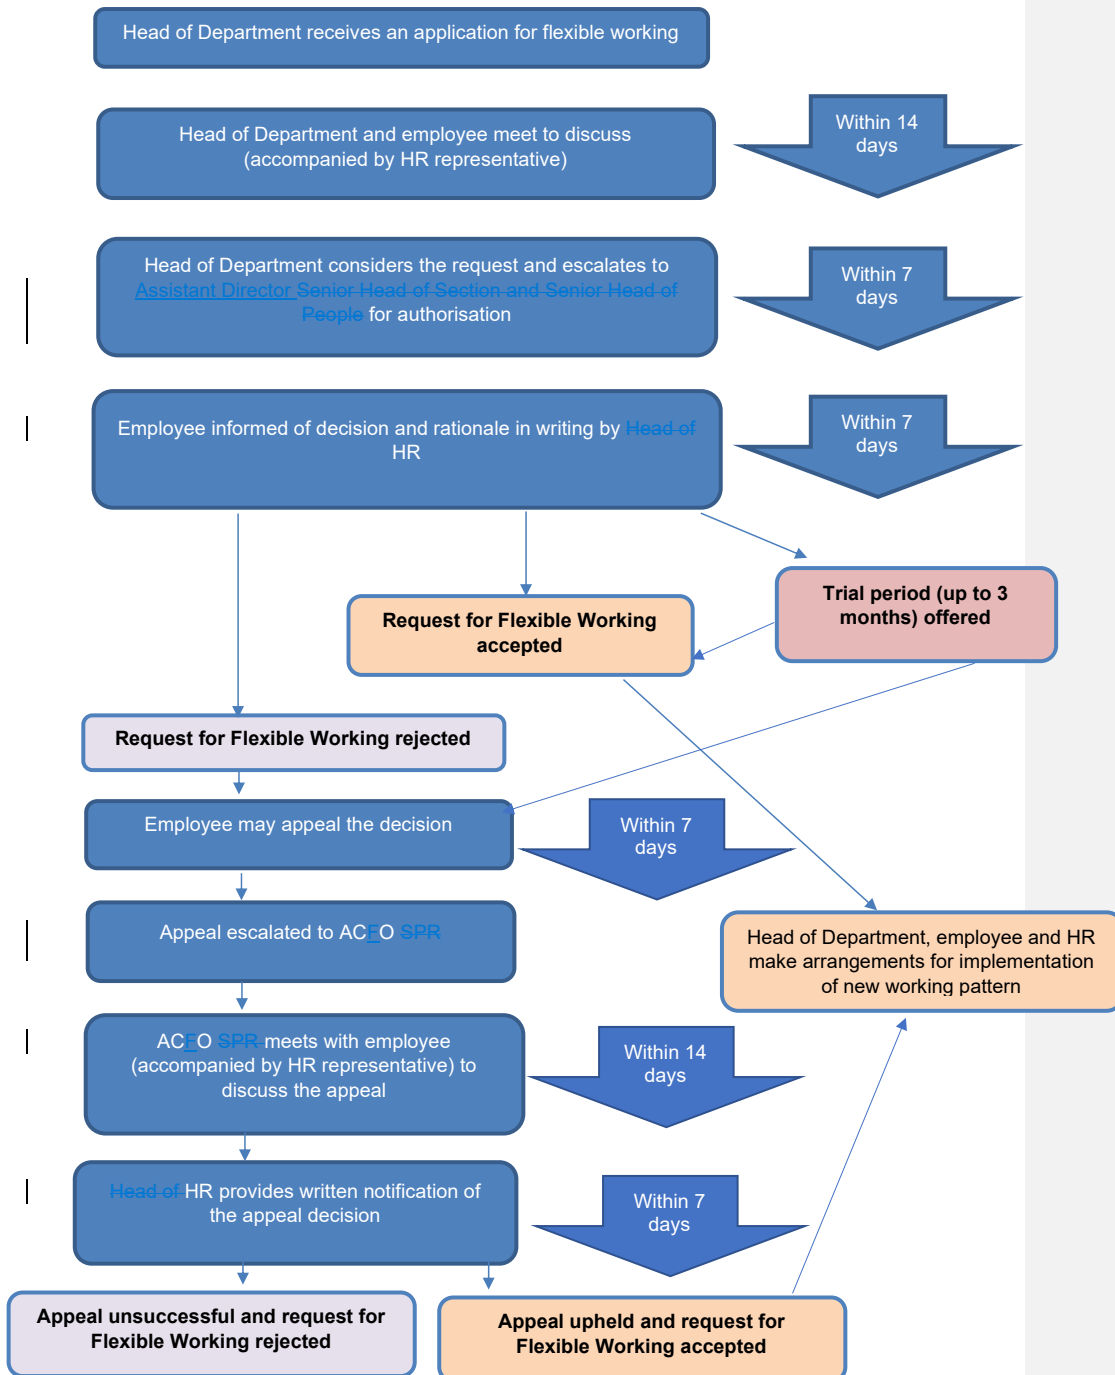 Head of Department receives an application for flexible working
Head of Department and employee meet to discuss
(accompanied by HR representative)
Within 14
days
Head of Department considers the request and escalates to
Assistant Director Senior Head of Section and Senior Head of
People for authorisation
Within 7
days
Employee informed of decision and rationale in writing by Head of
HR
Within 7
days
Trial period (up to 3
months) offered
Request for Flexible Working
accepted
Request for Flexible Working rejected
Employee may appeal the decision
Within 7
days
Appeal escalated to ACFO SPR
Head of Department, employee and HR
make arrangements for implementation
of new working pattern
ACFO SPR meets with employee
(accompanied by HR representative) to
discuss the appeal
Within 14
days
Head of HR provides written notification of
the appeal decision
Within 7
days
Appeal unsuccessful and request for
Flexible Working rejected
Appeal upheld and request for
Flexible Working accepted